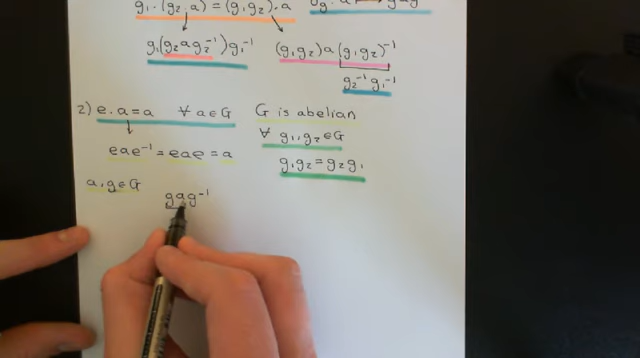 g₁·(g₂·a) = (g₁g₂)·a
g₁(g₂ag₂⁻¹)g₁⁻¹
(g₁g₂)a(g₁g₂)⁻¹
g₂⁻¹g₁⁻¹
2) e·a=a ∀ a∈G
eae⁻¹=eae=a
G is abelian
∀ g₁,g₂∈G
g₁g₂=g₂g₁
a,g∈G gag⁻¹